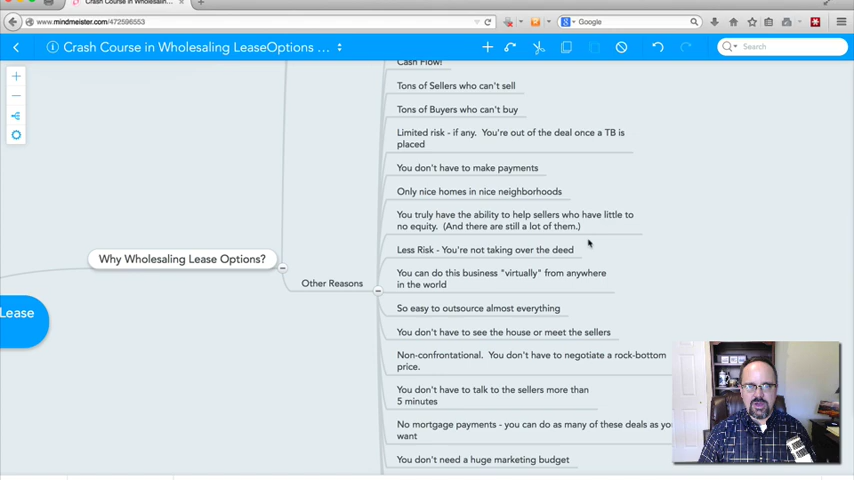 Crash Course in Wholesaling LeaseO...
www.mindmeister.com/472596553
Google
Crash Course in Wholesaling LeaseOptions ...
Search
Cash Flow!
Tons of Sellers who can't sell
Tons of Buyers who can't buy
Limited risk - if any. You're out of the deal once a TB is
placed
You don't have to make payments
Only nice homes in nice neighborhoods
You truly have the ability to help sellers who have little to
no equity. (And there are still a lot of them.)
Less Risk - You're not taking over the deed
Why Wholesaling Lease Options?
You can do this business "virtually" from anywhere
in the world
Other Reasons
Lease
So easy to outsource almost everything
You don't have to see the house or meet the sellers
Non-confrontational. You don't have to negotiate a rock-bottom
price.
You don't have to talk to the sellers more than
5 minutes
No mortgage payments - you can do as many of these deals as you
want
You don't need a huge marketing budget